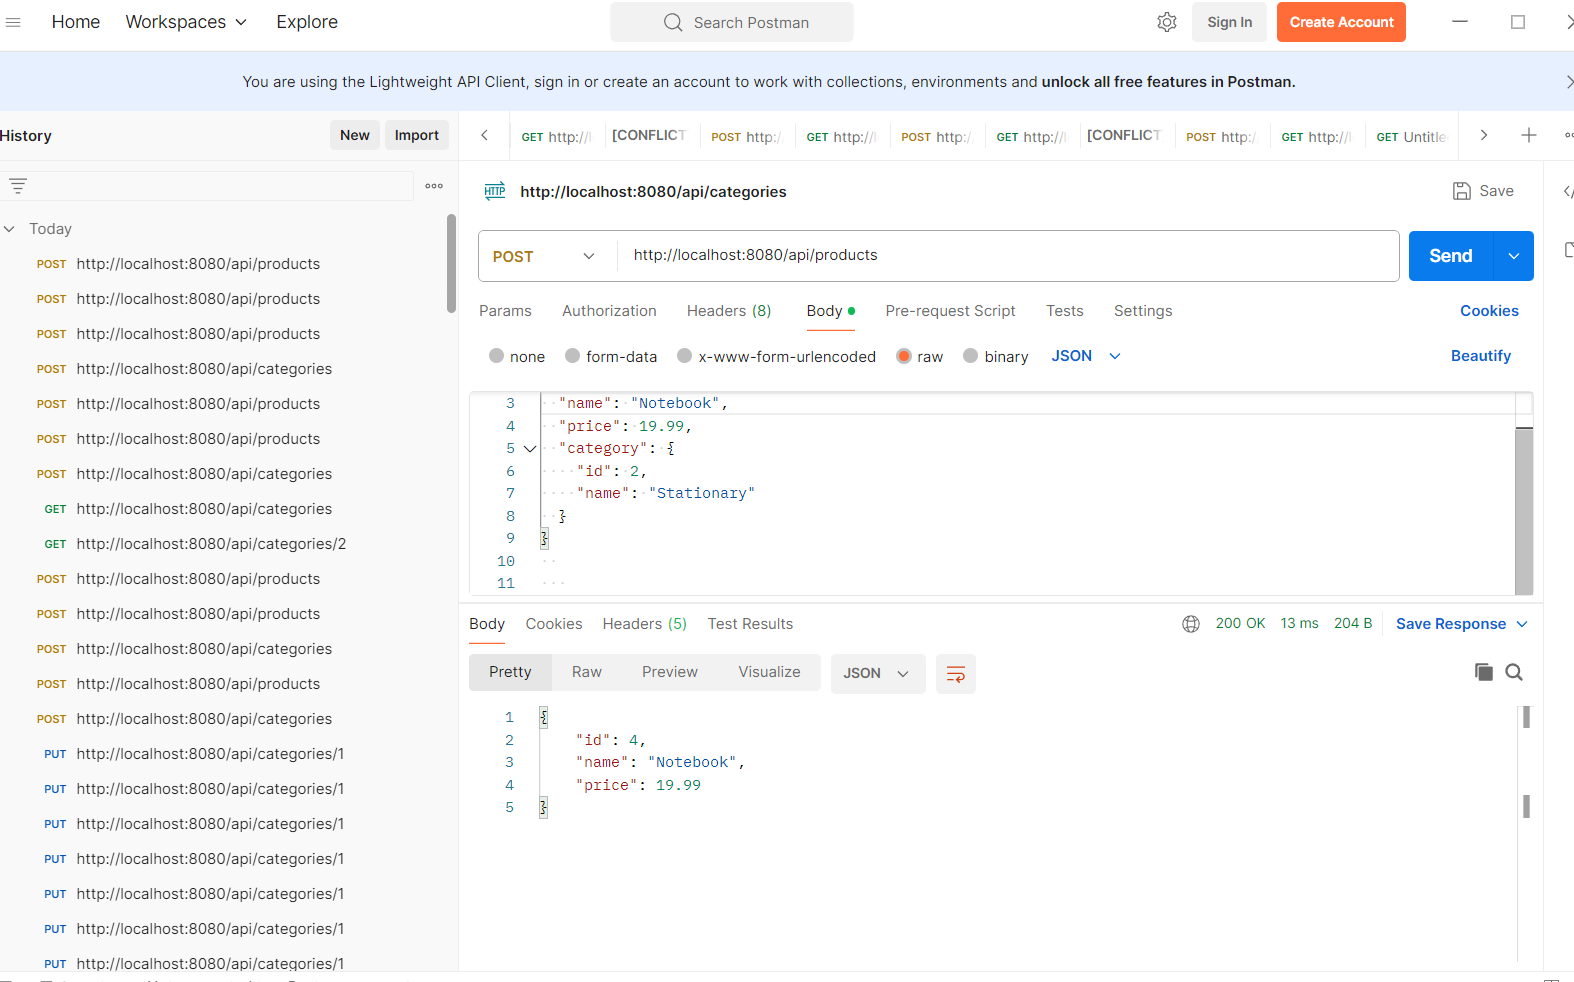 Home Workspaces Explore Search Postman Sign In Create Account
You are using the Lightweight API Client, sign in or create an account to work with collections, environments and unlock all free features in Postman.
History New Import
GET http:// [CONFLICT POST http: GET http:// POST http: GET http:// [CONFLICT POST http: GET http:// GET Untitle
Today
POST http://localhost:8080/api/products
POST http://localhost:8080/api/products
POST http://localhost:8080/api/products
POST http://localhost:8080/api/categories
POST http://localhost:8080/api/products
POST http://localhost:8080/api/products
POST http://localhost:8080/api/categories
GET http://localhost:8080/api/categories
GET http://localhost:8080/api/categories/2
POST http://localhost:8080/api/products
POST http://localhost:8080/api/products
POST http://localhost:8080/api/categories
POST http://localhost:8080/api/products
POST http://localhost:8080/api/categories
PUT http://localhost:8080/api/categories/1
PUT http://localhost:8080/api/categories/1
PUT http://localhost:8080/api/categories/1
PUT http://localhost:8080/api/categories/1
PUT http://localhost:8080/api/categories/1
PUT http://localhost:8080/api/categories/1
PUT http://localhost:8080/api/categories/1
HTTP http://localhost:8080/api/categories Save
POST http://localhost:8080/api/products Send
Params Authorization Headers (8) Body Pre-request Script Tests Settings Cookies
none form-data x-www-form-urlencoded raw binary JSON Beautify
3 "name": "Notebook",
4 "price": 19.99,
5 "category": {
6 "id": 2,
7 "name": "Stationary"
8 }
9 }
10
11
Body Cookies Headers (5) Test Results 200 OK 13 ms 204 B Save Response
Pretty Raw Preview Visualize JSON
1 {
2 "id": 4,
3 "name": "Notebook",
4 "price": 19.99
5 }